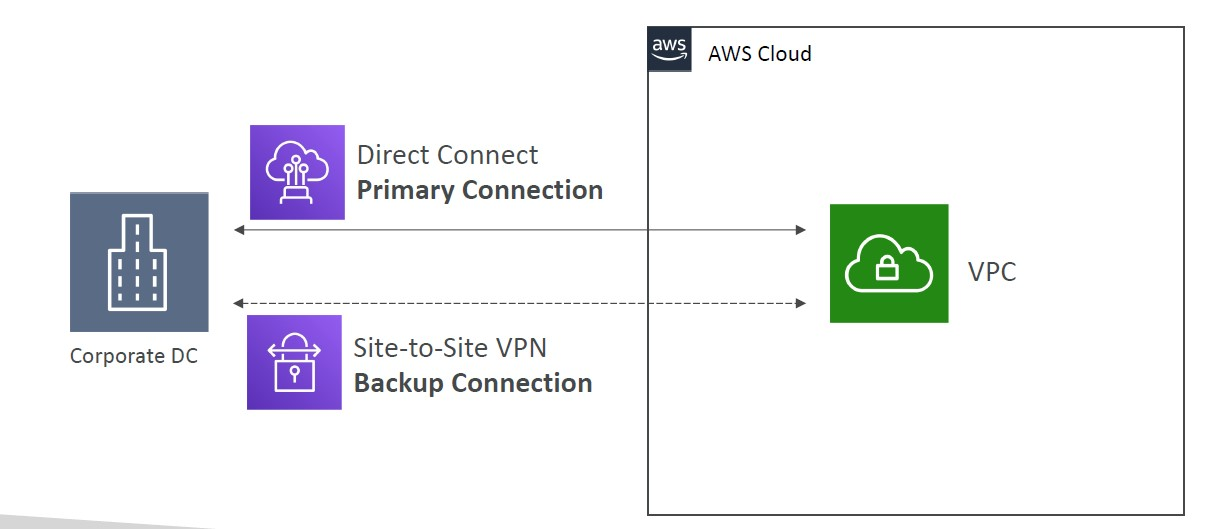 aws
AWS Cloud
Direct Connect
Primary Connection
Corporate DC
VPC
Site-to-Site VPN
Backup Connection